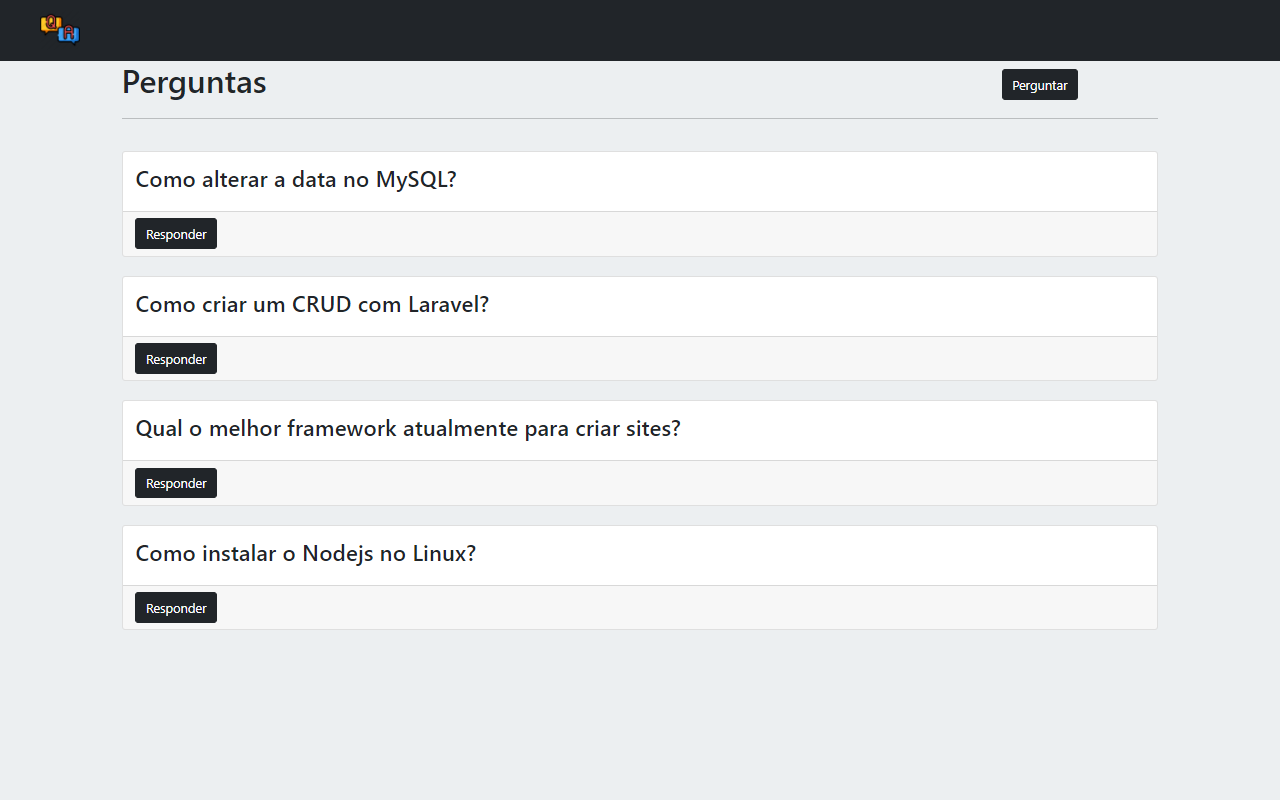 Q
A
Perguntas
Perguntar
Como alterar a data no MySQL?
Responder
Como criar um CRUD com Laravel?
Responder
Qual o melhor framework atualmente para criar sites?
Responder
Como instalar o Nodejs no Linux?
Responder